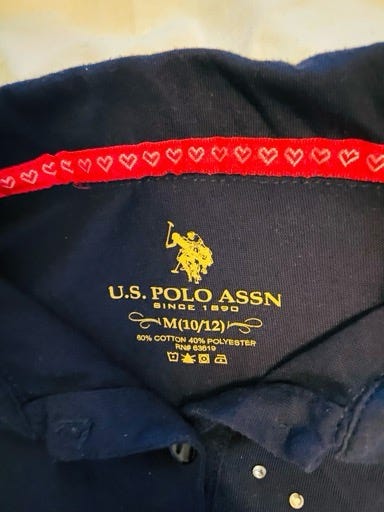 U.S. POLO ASSN
SINCE 1890
M(10/12)
60% COTTON 40% POLYESTER
RN# 63619